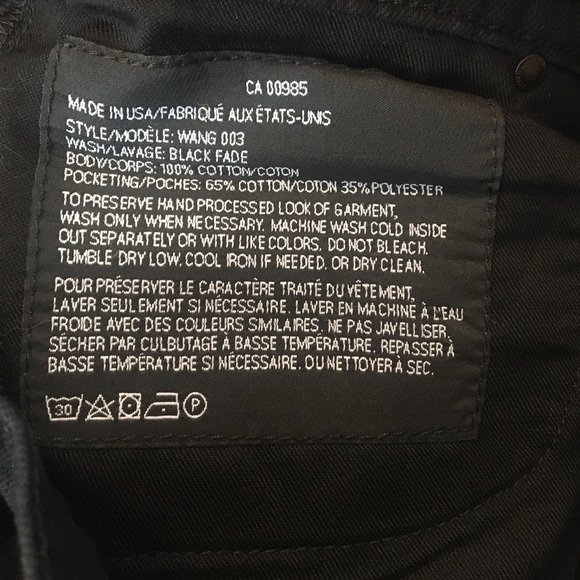 CA 00985
MADE IN USA/FABRIQUÉ AUX ÉTATS-UNIS
STYLE/MODÈLE: WANG 003
WASH/LAVAGE: BLACK FADE
BODY/CORPS: 100% COTTON/COTON
POCKETING/POCHES: 65% COTTON/COTON 35% POLYESTER
TO PRESERVE HAND PROCESSED LOOK OF GARMENT,
WASH ONLY WHEN NECESSARY. MACHINE WASH COLD INSIDE
OUT SEPARATELY OR WITH LIKE COLORS. DO NOT BLEACH.
TUMBLE DRY LOW. COOL IRON IF NEEDED. OR DRY CLEAN.
POUR PRÉSERVER LE CARACTÈRE TRAITÉ DU VÊTEMENT,
LAVER SEULEMENT SI NÉCESSAIRE. LAVER EN MACHINE À L'EAU
FROIDE AVEC DES COULEURS SIMILAIRES. NE PAS JAVELLISER.
SÉCHER PAR CULBUTAGE À BASSE TEMPÉRATURE. REPASSER À
BASSE TEMPÉRATURE SI NÉCESSAIRE. OU NETTOYER À SEC.
30 P